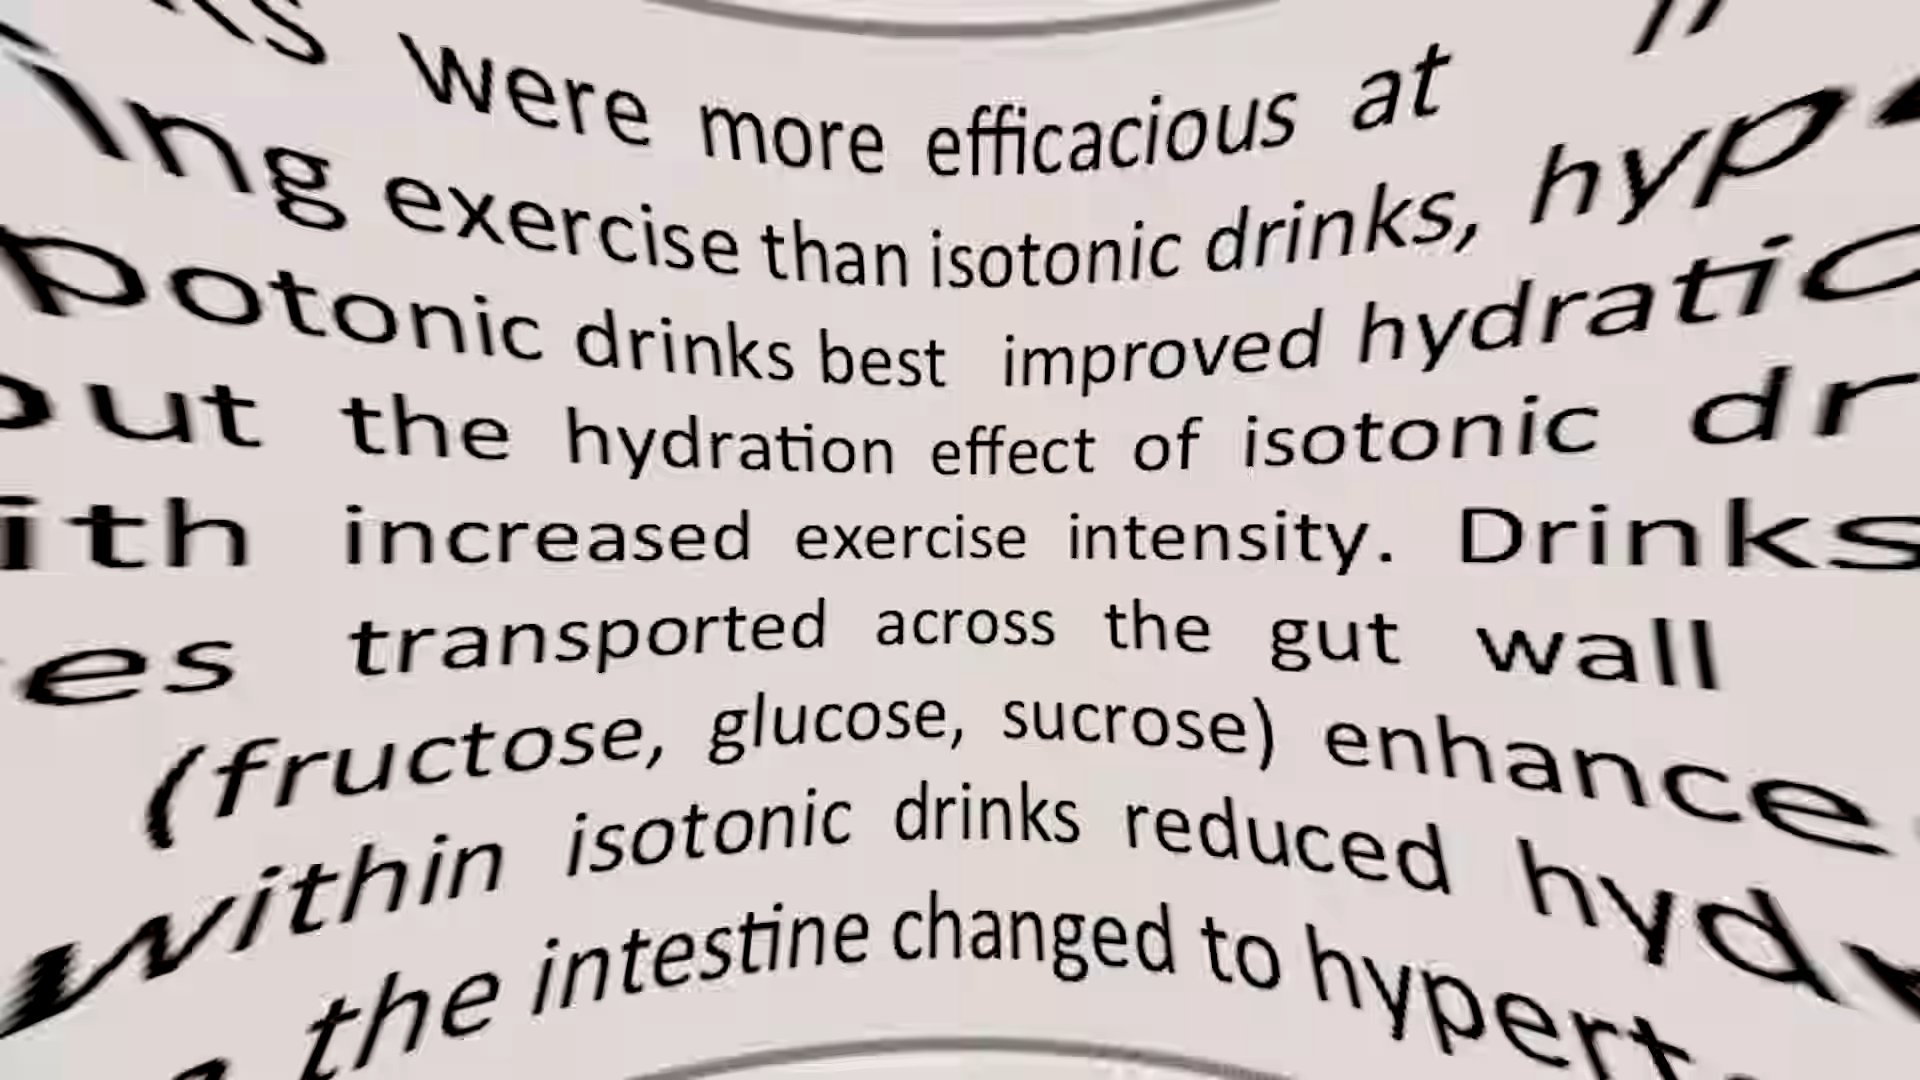 were more efficacious at
exercise than isotonic drinks,
potonic drinks best improved
the hydration effect of isotonic
increased exercise intensity. Drinks
transported across the gut wall
(fructose, glucose, sucrose) enhance
within isotonic drinks reduced
the intestine changed to